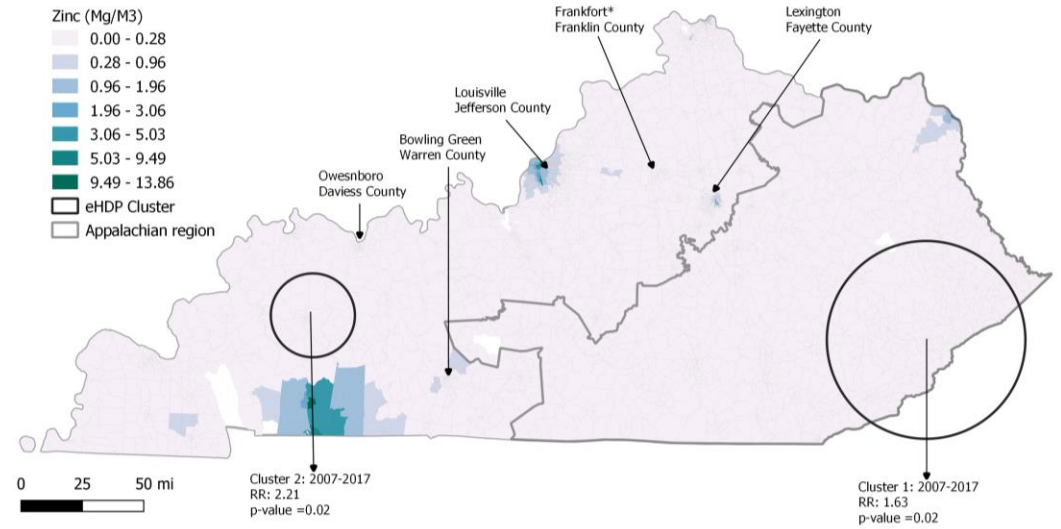 Zinc (Mg/M3)
0.00 - 0.28
0.28 - 0.96
0.96 - 1.96
1.96 - 3.06
3.06 - 5.03
5.03 - 9.49
9.49 - 13.86
eHDP Cluster
Appalachian region
Frankfort*
Franklin County
Lexington
Fayette County
Louisville
Jefferson County
Bowling Green
Warren County
Owesnboro
Daviess County
0 25 50 mi
Cluster 2: 2007-2017
RR: 2.21
p-value =0.02
Cluster 1: 2007-2017
RR: 1.63
p-value =0.02